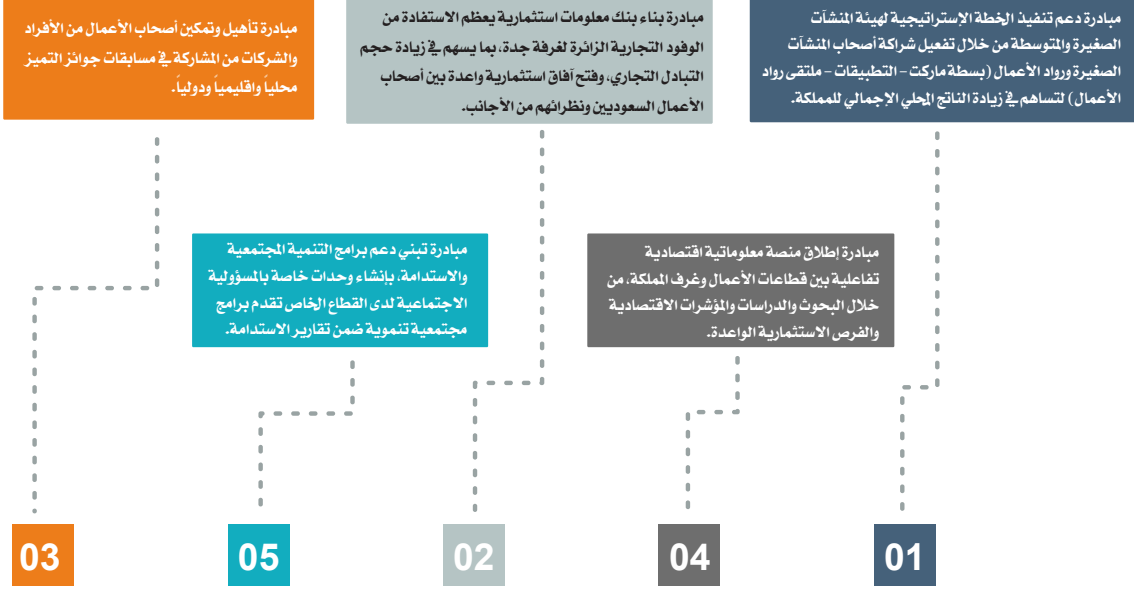 مبادرة دعم تنفيذ الخطة الإستراتيجية لهيئة المنشآت
الصغيرة والمتوسطة من خلال تفعيل شراكة أصحاب المنشآت
الصغيرة ورواد الأعمال (بسطة ماركت - التطبيقات - ملتقى رواد
الأعمال) لتساهم في زيادة الناتج المحلي الإجمالي للمملكة.
مبادرة بناء بنك معلومات استثمارية يعظم الاستفادة من
الوفود التجارية الزائرة لغرفة جدة، بما يسهم في زيادة حجم
التبادل التجاري، وفتح آفاق استثمارية واعدة بين أصحاب
الأعمال السعوديين ونظرائهم من الأجانب.
مبادرة تأهيل وتمكين أصحاب الأعمال من الأفراد
والشركات من المشاركة في مسابقات جوائز التميز
محلياً واقليمياً ودولياً.
مبادرة إطلاق منصة معلوماتية اقتصادية
تفاعلية بين قطاعات الأعمال وغرف المملكة، من
خلال البحوث والدراسات والمؤشرات الاقتصادية
والفرص الاستثمارية الواعدة.
مبادرة تبني دعم برامج التنمية المجتمعية
والاستدامة، بإنشاء وحدات خاصة بالمسؤولية
الاجتماعية لدى القطاع الخاص تقدم برامج
مجتمعية تنموية ضمن تقارير الاستدامة.
01
04
02
05
03